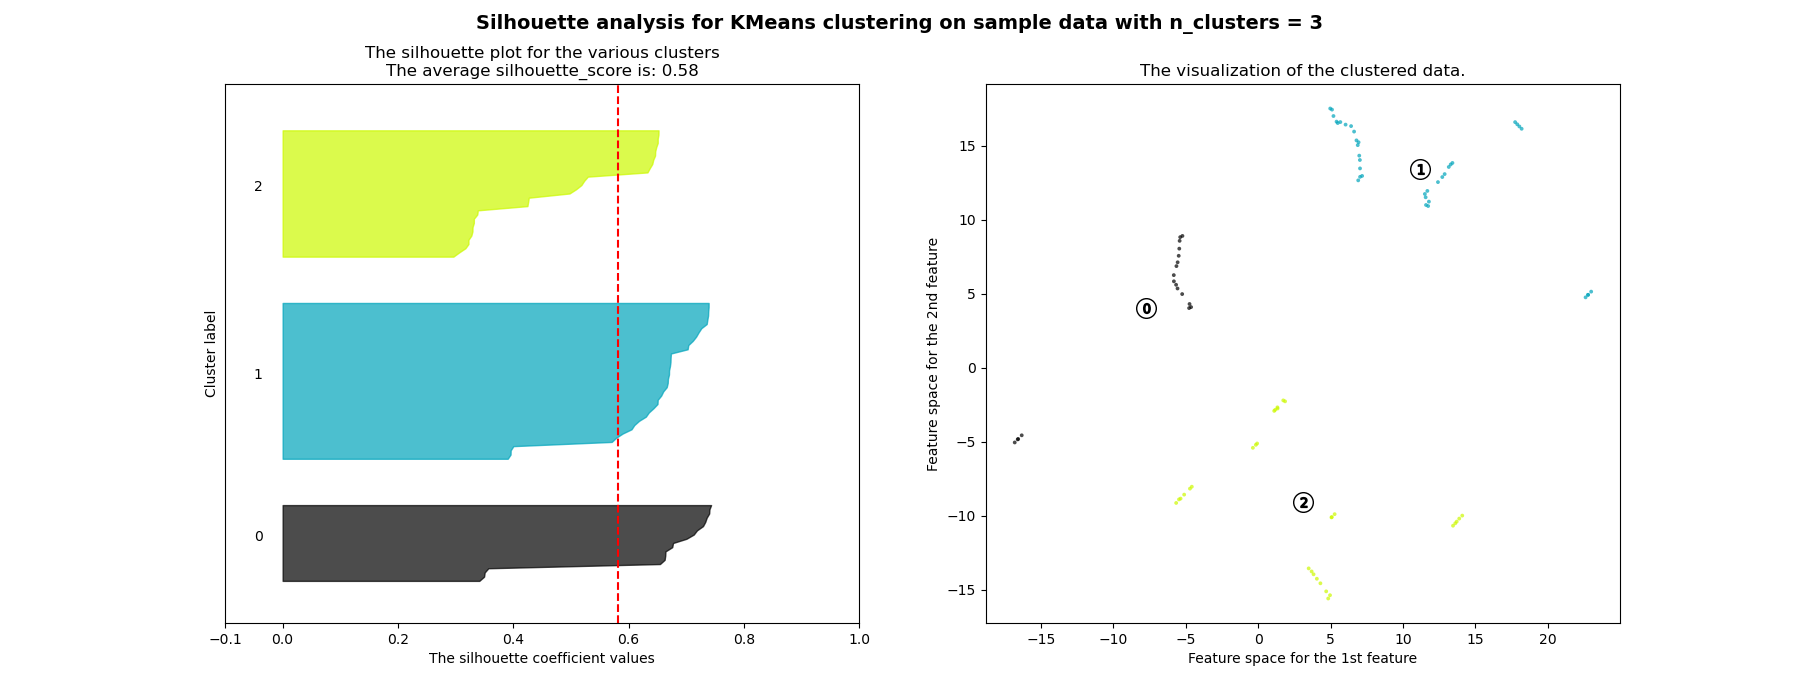 Silhouette analysis for KMeans clustering on sample data with n_clusters = 3
The silhouette plot for the various clusters
The average silhouette_score is: 0.58
2
1
0
Cluster label
−0.1 0.0 0.2 0.4 0.6 0.8 1.0
The silhouette coefficient values
The visualization of the clustered data.
15
10
5
0
−5
−10
−15
Feature space for the 2nd feature
1
0
2
−15 −10 −5 0 5 10 15 20
Feature space for the 1st feature